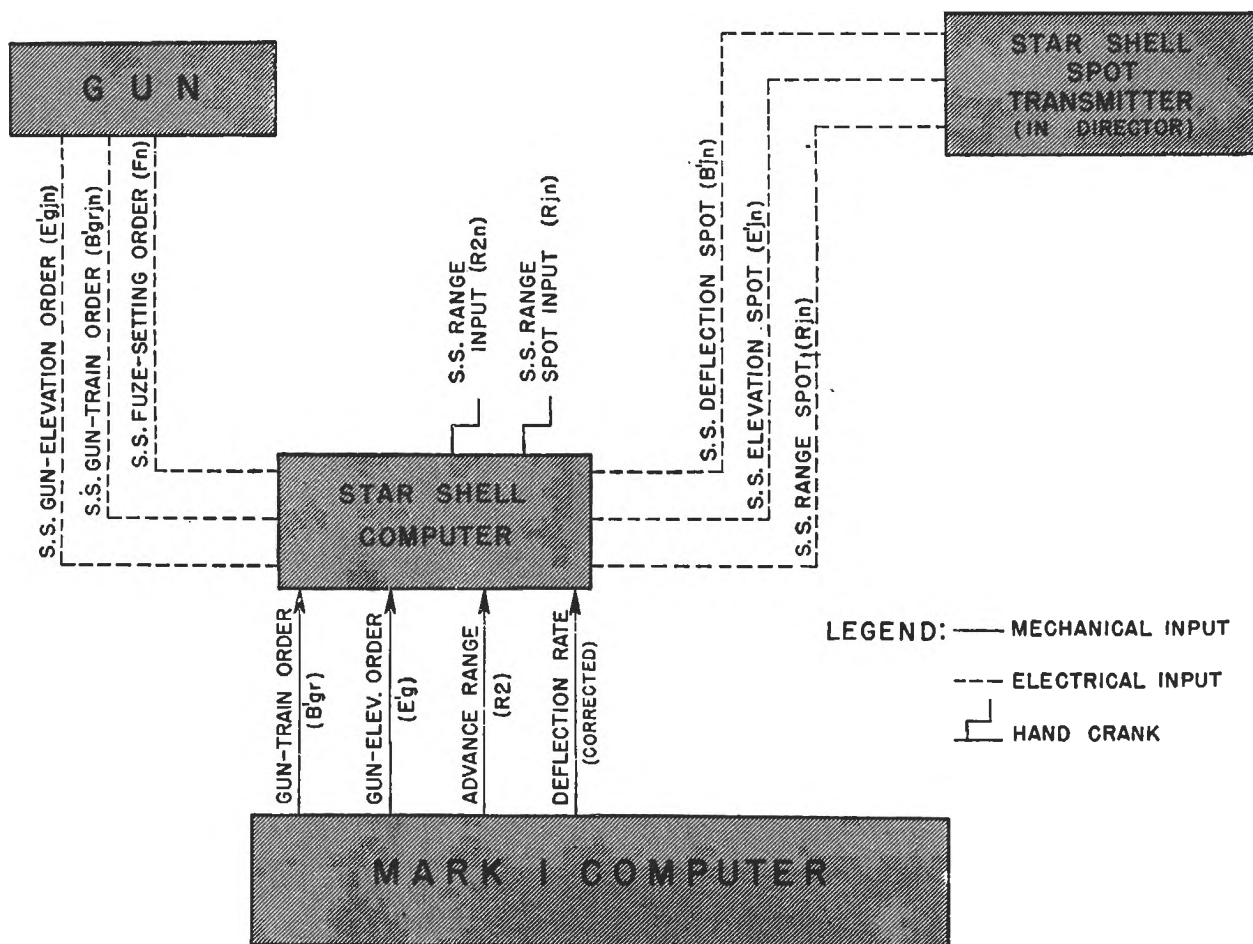 GUN
STAR SHELL
SPOT
TRANSMITTER
(IN DIRECTOR)
S.S. GUN-ELEVATION ORDER (E'gjn)
S.S. GUN-TRAIN ORDER (B'grjn)
S.S. FUZE-SETTING ORDER (Fn)
S.S. RANGE
INPUT (R2n)
S.S. RANGE
SPOT INPUT (Rjn)
S.S. DEFLECTION SPOT (B'jn)
S.S. ELEVATION SPOT (E'jn)
S.S. RANGE SPOT (Rjn)
STAR SHELL
COMPUTER
GUN-TRAIN ORDER
(B'gr)
GUN-ELEV. ORDER
(E'g)
ADVANCE RANGE
(R2)
DEFLECTION RATE
(CORRECTED)
LEGEND: MECHANICAL INPUT
ELECTRICAL INPUT
HAND CRANK
MARK I COMPUTER